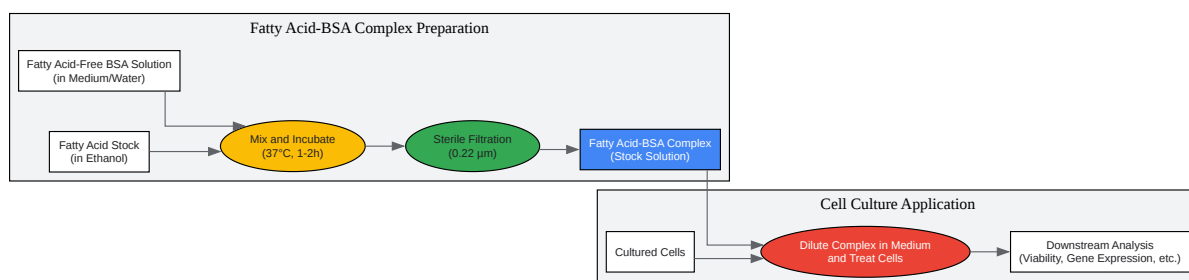 Fatty Acid-BSA Complex Preparation
Fatty Acid-Free BSA Solution
(in Medium/Water)
Fatty Acid Stock
(in Ethanol)
Mix and Incubate
(37°C, 1-2h)
Sterile Filtration
(0.22 µm)
Fatty Acid-BSA Complex
(Stock Solution)
Cell Culture Application
Cultured Cells
Dilute Complex in Medium
and Treat Cells
Downstream Analysis
(Viability, Gene Expression, etc.)